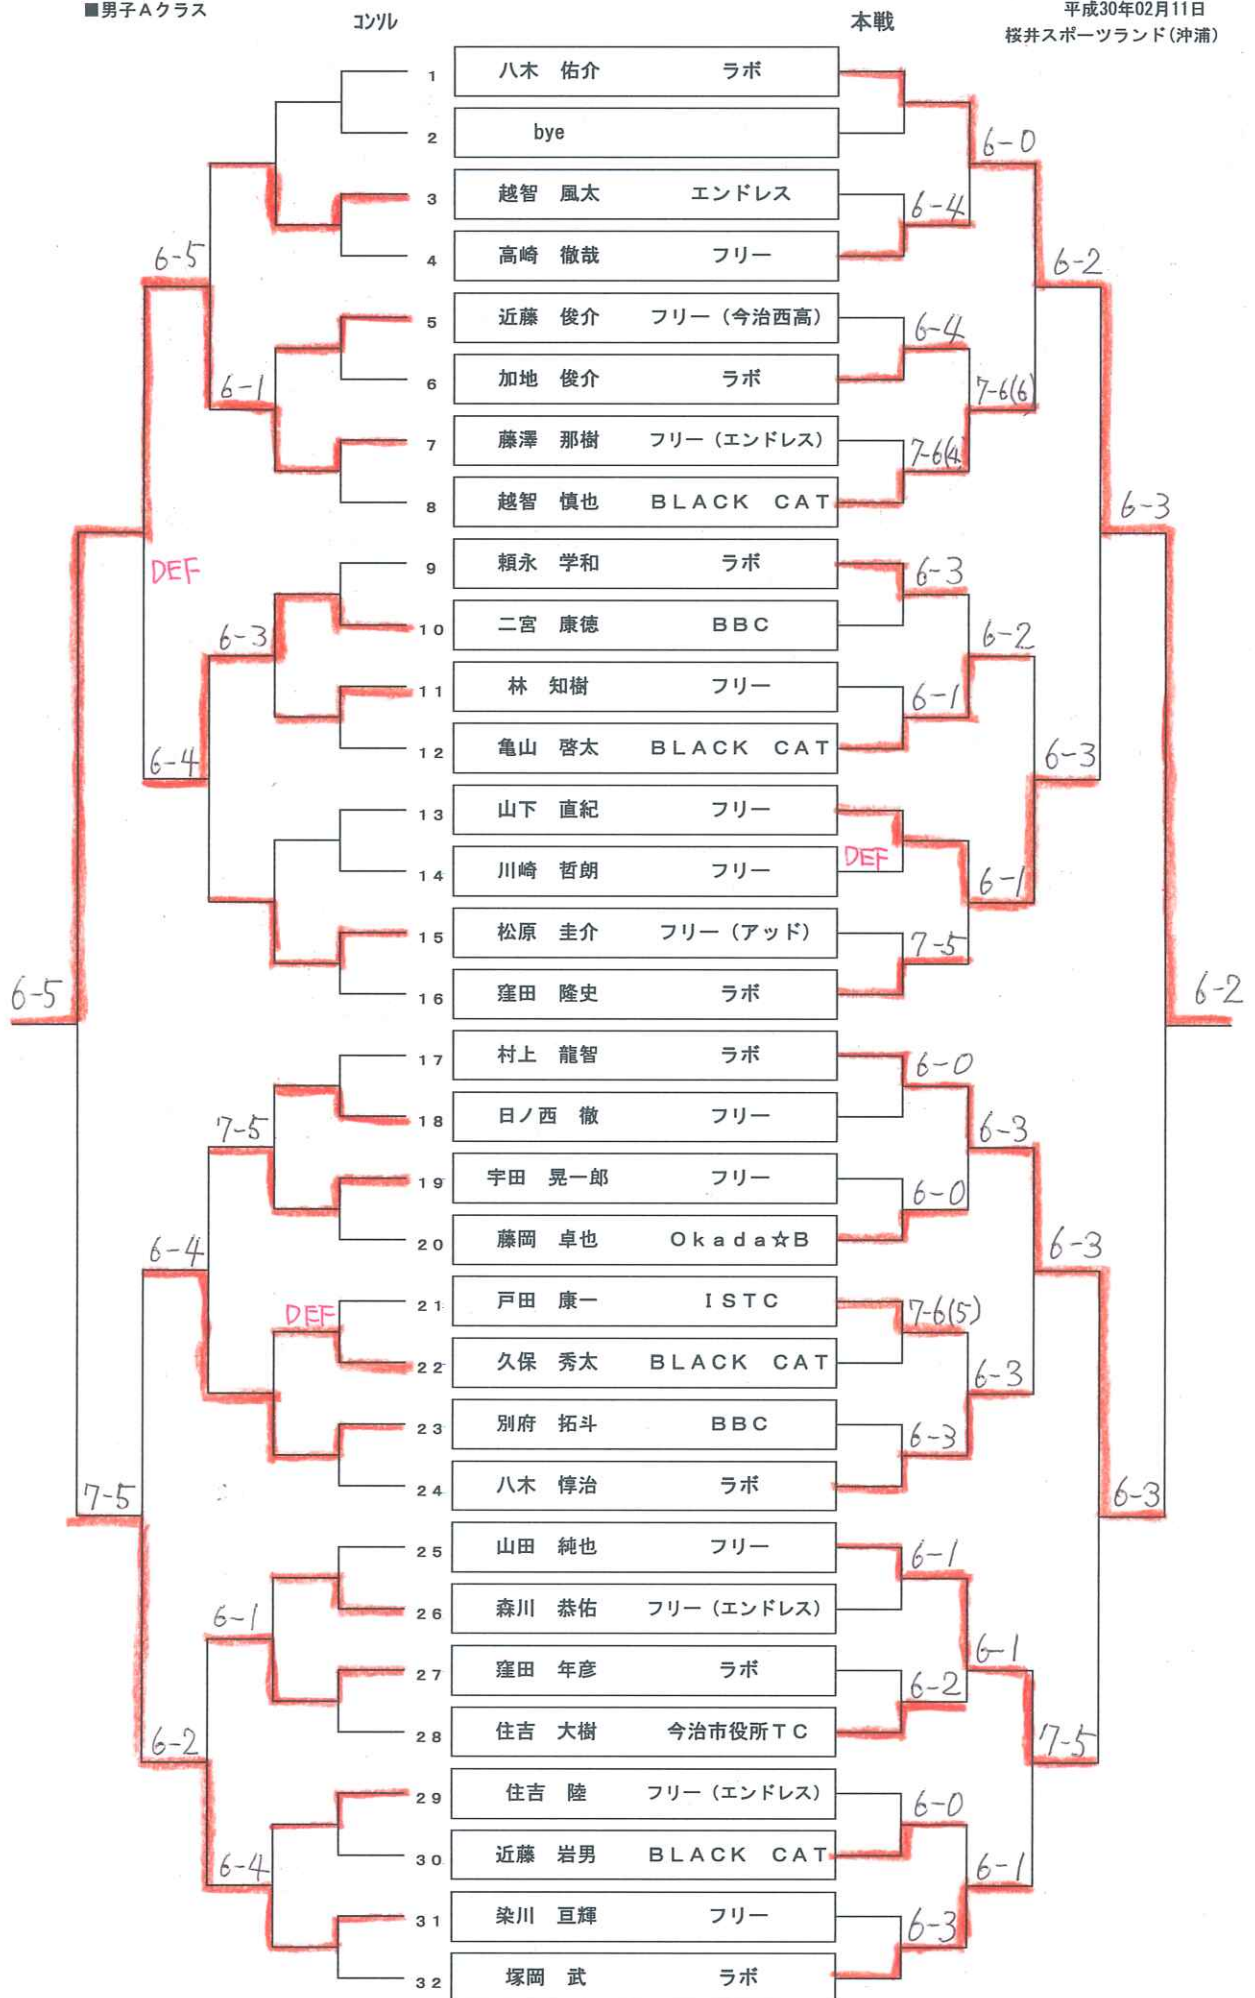 ■男子Aクラス
コンソル
本戦
平成30年02月11日
桜井スポーツランド(沖浦)
1 八木 佑介 ラボ
2 bye
6-0
3 越智 風太 エンドレス
6-4
4 高崎 徹哉 フリー
6-5
6-2
5 近藤 俊介 フリー(今治西高)
6-4
6 加地 俊介 ラボ
6-1
7-6(6)
7 藤澤 那樹 フリー(エンドレス)
7-6(4)
8 越智 慎也 BLACK CAT
6-3
9 頼永 学和 ラボ
DEF
6-3
10 二宮 康徳 BBC
6-3
6-2
11 林 知樹 フリー
6-1
12 亀山 啓太 BLACK CAT
6-4
6-3
13 山下 直紀 フリー
DEF
14 川崎 哲朗 フリー
6-1
15 松原 圭介 フリー(アッド)
7-5
16 窪田 隆史 ラボ
6-5
6-2
17 村上 龍智 ラボ
6-0
18 日ノ西 徹 フリー
7-5
6-3
19 宇田 晃一郎 フリー
6-0
20 藤岡 卓也 Okada☆B
6-4
6-3
21 戸田 康一 ISTC
DEF
7-6(5)
22 久保 秀太 BLACK CAT
6-3
23 別府 拓斗 BBC
6-3
24 八木 惇治 ラボ
7-5
6-3
25 山田 純也 フリー
6-1
26 森川 恭佑 フリー(エンドレス)
6-1
6-1
27 窪田 年彦 ラボ
6-2
28 住吉 大樹 今治市役所TC
6-2
7-5
29 住吉 陸 フリー(エンドレス)
6-0
30 近藤 岩男 BLACK CAT
6-4
6-1
31 染川 亘輝 フリー
6-3
32 塚岡 武 ラボ